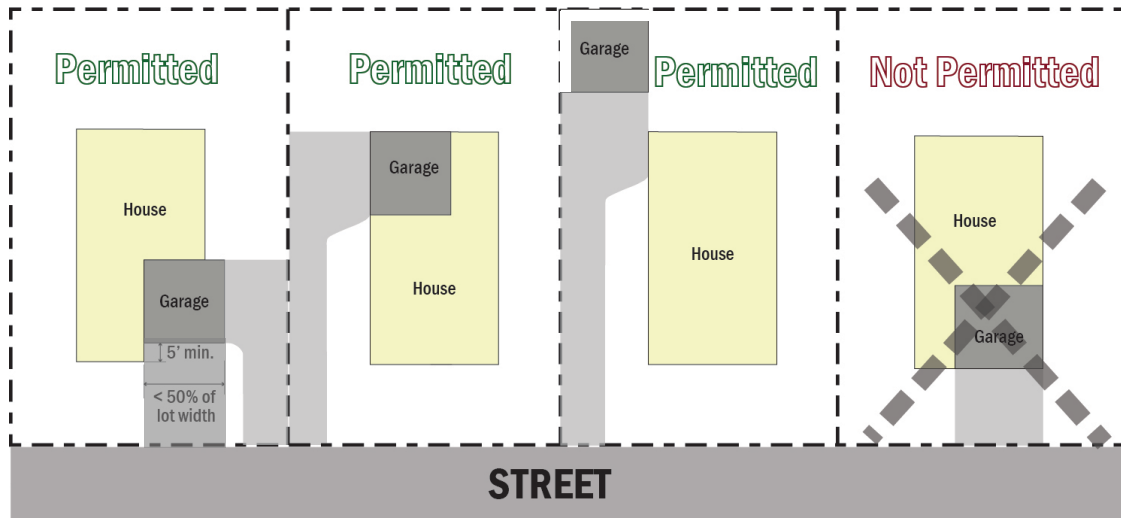 Permitted
House
Garage
5' min.
< 50% of
lot width
Permitted
Garage
House
Garage
Permitted
House
Not Permitted
House
Garage
STREET